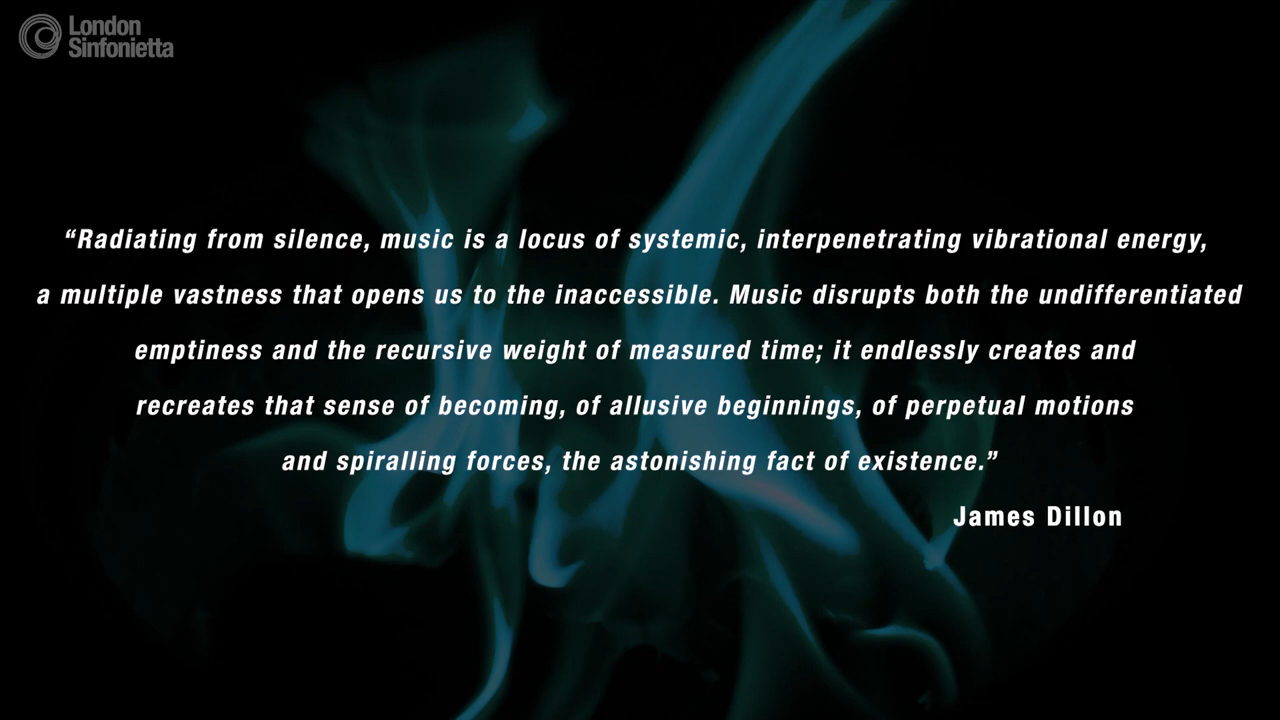 London
Sinfonietta
“Radiating from silence, music is a locus of systemic, interpenetrating vibrational energy,
a multiple vastness that opens us to the inaccessible. Music disrupts both the undifferentiated
emptiness and the recursive weight of measured time; it endlessly creates and
recreates that sense of becoming, of allusive beginnings, of perpetual motions
and spiralling forces, the astonishing fact of existence.”
James Dillon